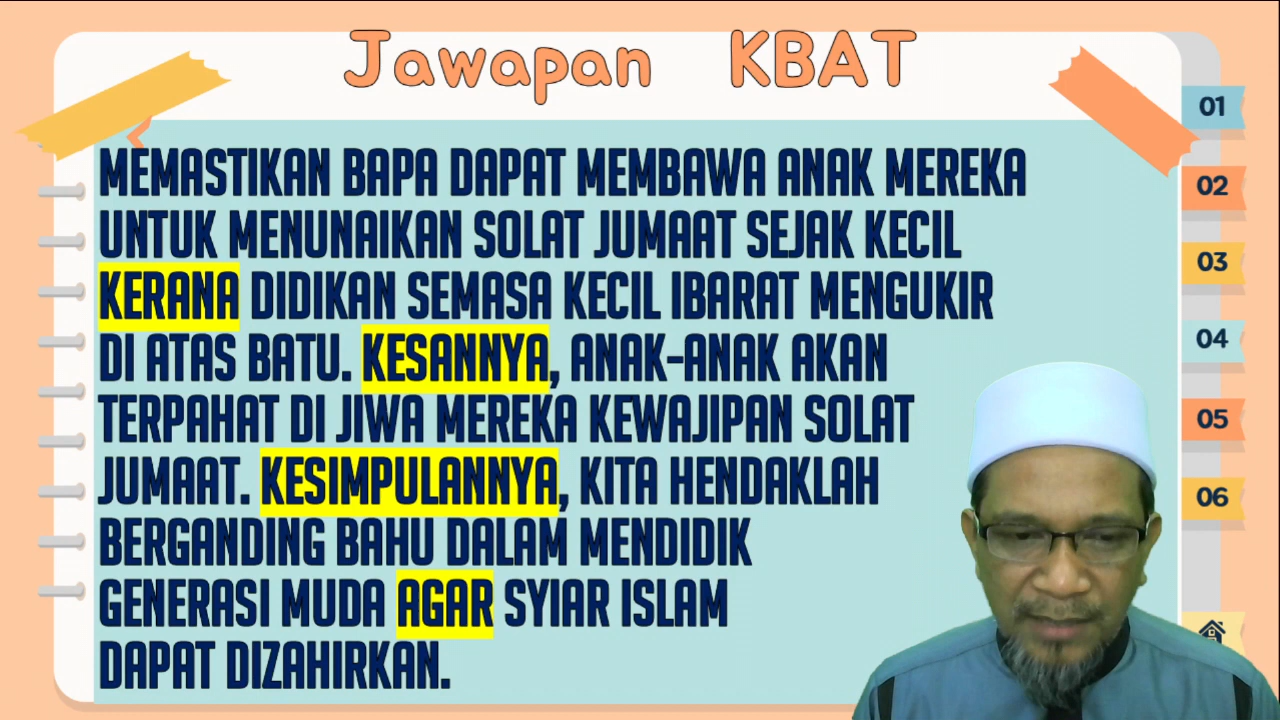 Jawapan KBAT
MEMASTIKAN BAPA DAPAT MEMBAWA ANAK MEREKA
UNTUK MENUNAIKAN SOLAT JUMAAT SEJAK KECIL
KERANA DIDIKAN SEMASA KECIL IBARAT MENGUKIR
DI ATAS BATU. KESANNYA, ANAK-ANAK AKAN
TERPAHAT DI JIWA MEREKA KEWAJIPAN SOLAT
JUMAAT. KESIMPULANNYA, KITA HENDAKLAH
BERGANDING BAHU DALAM MENDIDIK
GENERASI MUDA AGAR SYIAR ISLAM
DAPAT DIZAHIRKAN.
01
02
03
04
05
06